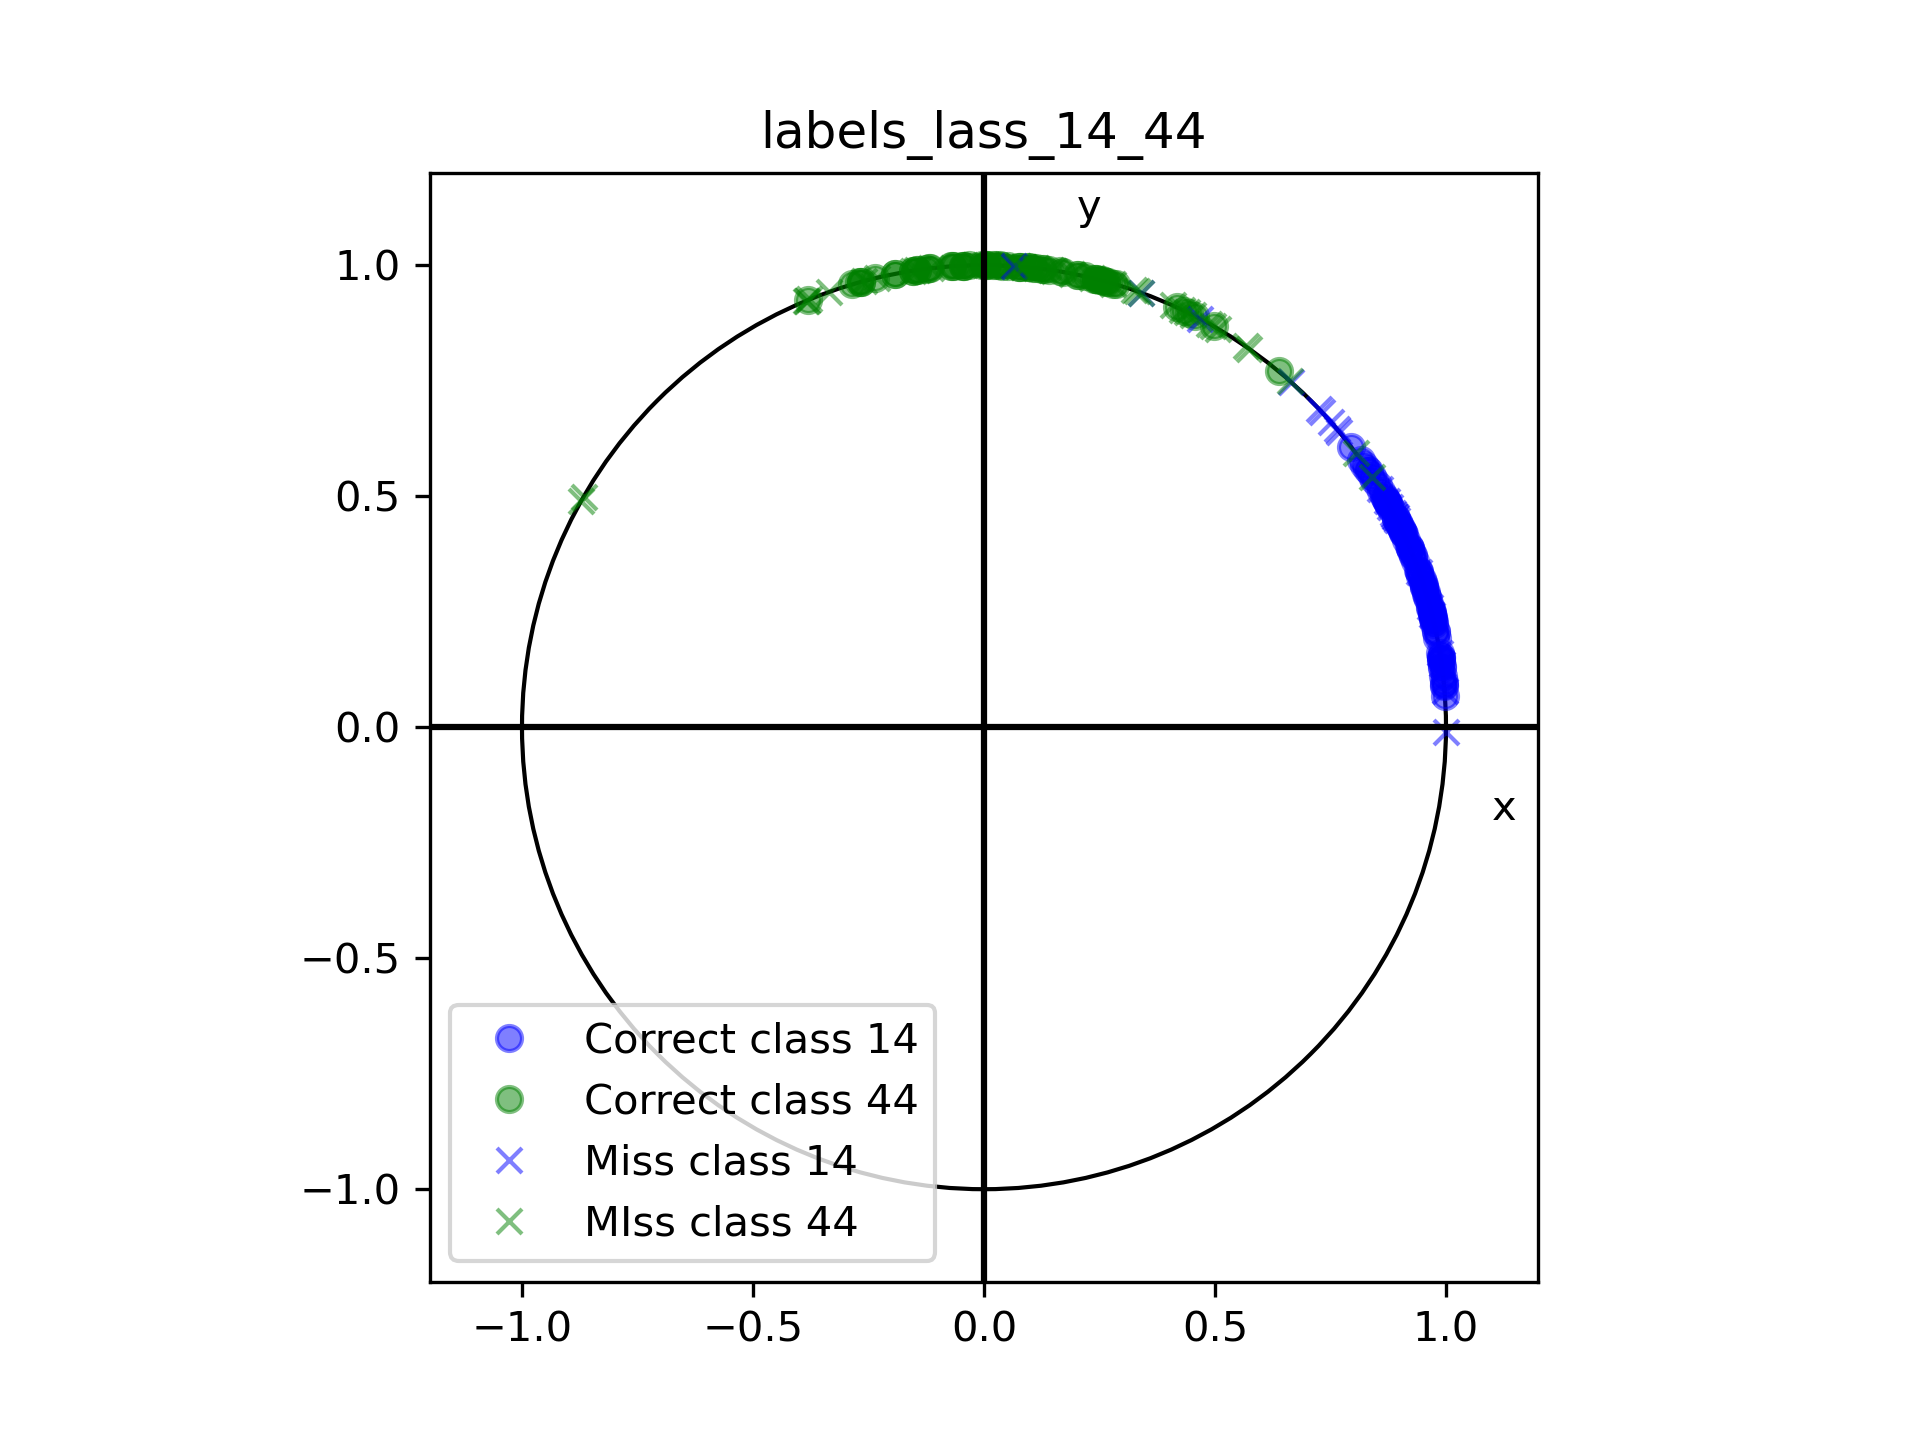 labels_lass_14_44
y
1.0
0.5
0.0
x
−0.5
−1.0
Correct class 14
Correct class 44
Miss class 14
MIss class 44
−1.0 −0.5 0.0 0.5 1.0